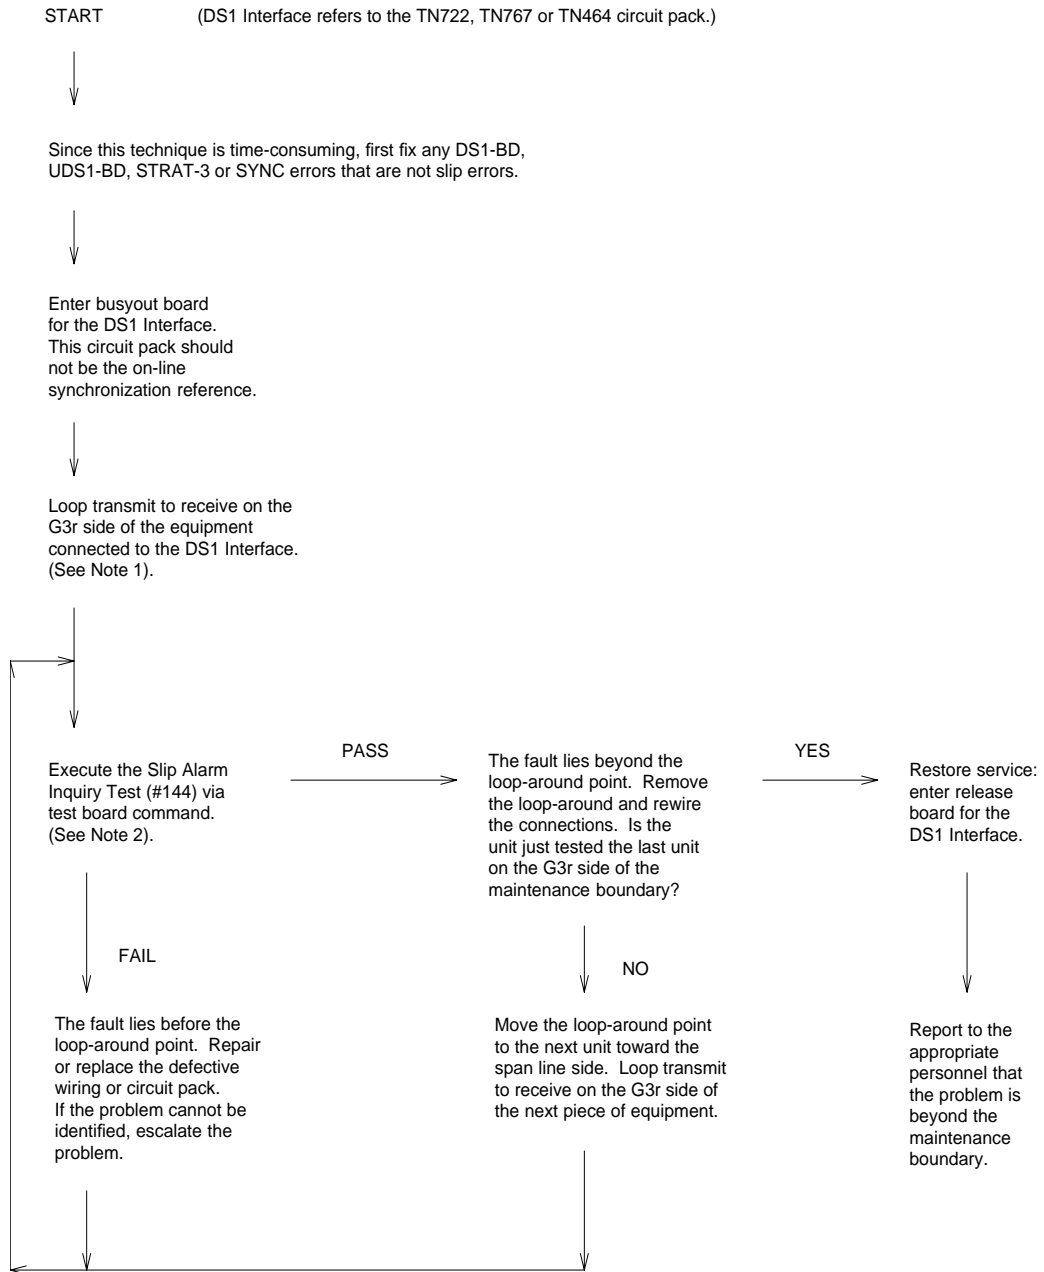 START (DS1 Interface refers to the TN722, TN767 or TN464 circuit pack.)
Since this technique is time-consuming, first fix any DS1-BD,
UDS1-BD, STRAT-3 or SYNC errors that are not slip errors.
Enter busyout board
for the DS1 Interface.
This circuit pack should
not be the on-line
synchronization reference.
Loop transmit to receive on the
G3r side of the equipment
connected to the DS1 Interface.
(See Note 1).
Execute the Slip Alarm
Inquiry Test (#144) via
test board command.
(See Note 2).
PASS
The fault lies beyond the
loop-around point. Remove
the loop-around and rewire
the connections. Is the
unit just tested the last unit
on the G3r side of the
maintenance boundary?
YES
Restore service:
enter release
board for the
DS1 Interface.
FAIL
NO
The fault lies before the
loop-around point. Repair
or replace the defective
wiring or circuit pack.
If the problem cannot be
identified, escalate the
problem.
Move the loop-around point
to the next unit toward the
span line side. Loop transmit
to receive on the G3r side of
the next piece of equipment.
Report to the
appropriate
personnel that
the problem is
beyond the
maintenance
boundary.